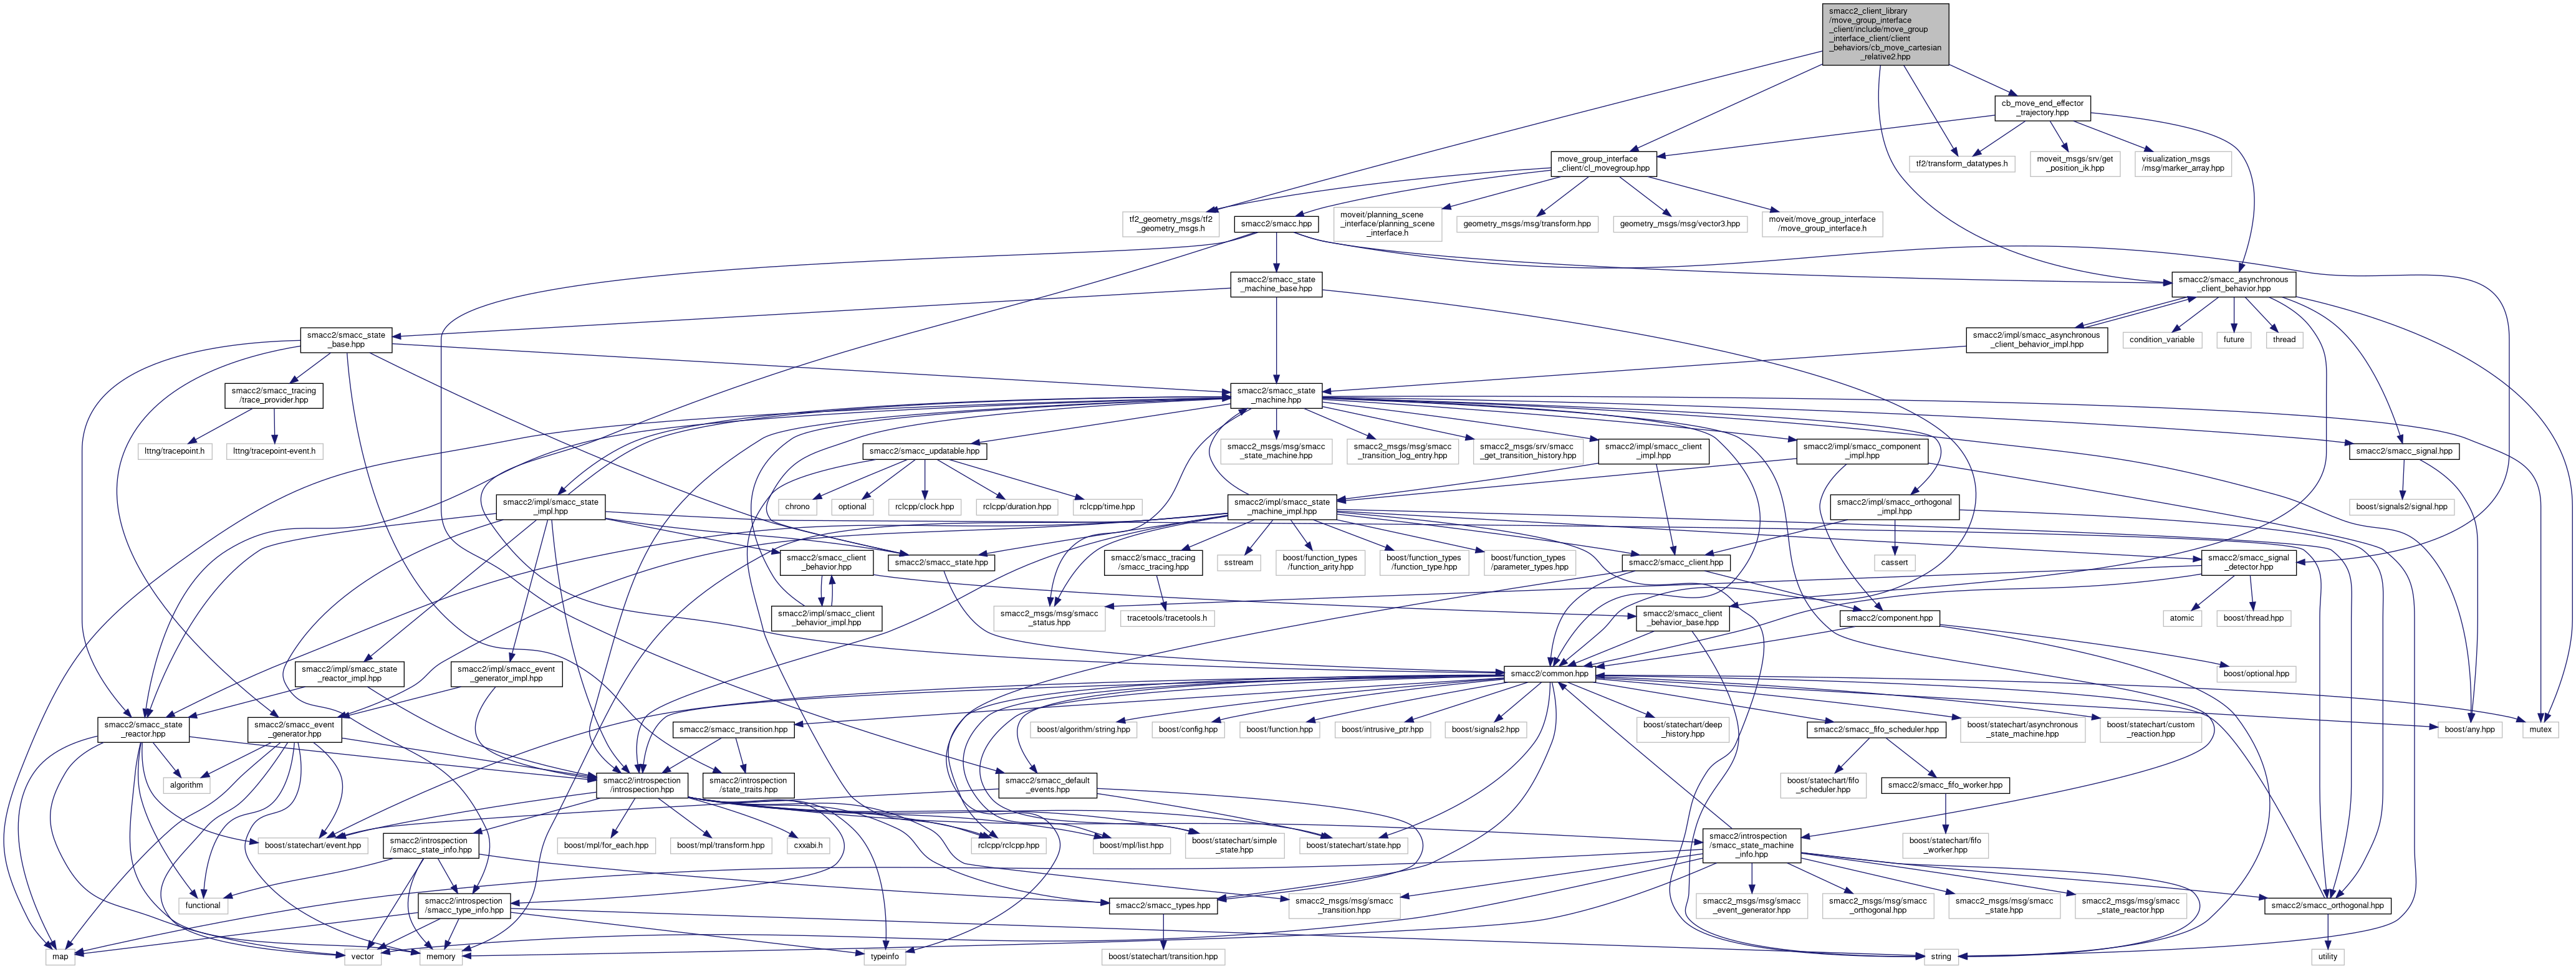 smacc2_client_library
/move_group_interface
_client/include/move_group
_interface_client/client
_behaviors/cb_move_cartesian
_relative2.hpp
cb_move_end_effector
_trajectory.hpp
move_group_interface
_client/cl_movegroup.hpp
tf2/transform_datatypes.h
moveit_msgs/srv/get
_position_ik.hpp
visualization_msgs
/msg/marker_array.hpp
tf2_geometry_msgs/tf2
_geometry_msgs.h
smacc2/smacc.hpp
moveit/planning_scene
_interface/planning_scene
_interface.h
geometry_msgs/msg/transform.hpp
geometry_msgs/msg/vector3.hpp
moveit/move_group_interface
/move_group_interface.h
smacc2/smacc_state
_machine_base.hpp
smacc2/smacc_asynchronous
_client_behavior.hpp
smacc2/smacc_state
_base.hpp
smacc2/impl/smacc_asynchronous
_client_behavior_impl.hpp
condition_variable
future
thread
smacc2/smacc_tracing
/trace_provider.hpp
smacc2/smacc_state
_machine.hpp
lttng/tracepoint.h
lttng/tracepoint-event.h
smacc2/smacc_updatable.hpp
smacc2_msgs/msg/smacc
_state_machine.hpp
smacc2_msgs/msg/smacc
_transition_log_entry.hpp
smacc2_msgs/srv/smacc
_get_transition_history.hpp
smacc2/impl/smacc_client
_impl.hpp
smacc2/impl/smacc_component
_impl.hpp
smacc2/smacc_signal.hpp
smacc2/impl/smacc_state
_impl.hpp
chrono
optional
rclcpp/clock.hpp
rclcpp/duration.hpp
rclcpp/time.hpp
smacc2/impl/smacc_state
_machine_impl.hpp
smacc2/impl/smacc_orthogonal
_impl.hpp
boost/signals2/signal.hpp
smacc2/smacc_client
_behavior.hpp
smacc2/smacc_state.hpp
smacc2/smacc_tracing
/smacc_tracing.hpp
sstream
boost/function_types
/function_arity.hpp
boost/function_types
/function_type.hpp
boost/function_types
/parameter_types.hpp
smacc2/smacc_client.hpp
cassert
smacc2/smacc_signal
_detector.hpp
smacc2/impl/smacc_client
_behavior_impl.hpp
smacc2_msgs/msg/smacc
_status.hpp
tracetools/tracetools.h
smacc2/smacc_client
_behavior_base.hpp
smacc2/component.hpp
atomic
boost/thread.hpp
smacc2/impl/smacc_state
_reactor_impl.hpp
smacc2/impl/smacc_event
_generator_impl.hpp
smacc2/common.hpp
boost/optional.hpp
smacc2/smacc_state
_reactor.hpp
smacc2/smacc_event
_generator.hpp
smacc2/smacc_transition.hpp
boost/algorithm/string.hpp
boost/config.hpp
boost/function.hpp
boost/intrusive_ptr.hpp
boost/signals2.hpp
boost/statechart/deep
_history.hpp
smacc2/smacc_fifo_scheduler.hpp
boost/statechart/asynchronous
_state_machine.hpp
boost/statechart/custom
_reaction.hpp
boost/any.hpp
mutex
algorithm
smacc2/introspection
/introspection.hpp
smacc2/introspection
/state_traits.hpp
smacc2/smacc_default
_events.hpp
boost/statechart/fifo
_scheduler.hpp
smacc2/smacc_fifo_worker.hpp
boost/statechart/event.hpp
smacc2/introspection
/smacc_state_info.hpp
boost/mpl/for_each.hpp
boost/mpl/transform.hpp
cxxabi.h
rclcpp/rclcpp.hpp
boost/mpl/list.hpp
boost/statechart/simple
_state.hpp
boost/statechart/state.hpp
smacc2/introspection
/smacc_state_machine
_info.hpp
boost/statechart/fifo
_worker.hpp
functional
smacc2/introspection
/smacc_type_info.hpp
smacc2/smacc_types.hpp
smacc2_msgs/msg/smacc
_transition.hpp
smacc2_msgs/msg/smacc
_event_generator.hpp
smacc2_msgs/msg/smacc
_orthogonal.hpp
smacc2_msgs/msg/smacc
_state.hpp
smacc2_msgs/msg/smacc
_state_reactor.hpp
smacc2/smacc_orthogonal.hpp
map
vector
memory
typeinfo
boost/statechart/transition.hpp
string
utility